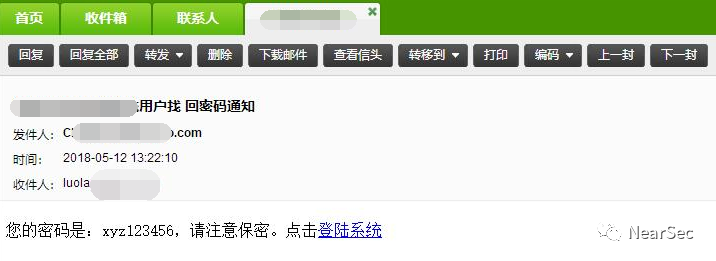 首页 收件箱 联系人
回复 回复全部 转发 删除 下载邮件 查看信头 转移到 打印 编码 上一封 下一封
用户找 回密码通知
发件人: .com
时间: 2018-05-12 13:22:10
收件人: luola
您的密码是：xyz123456，请注意保密。点击登陆系统
NearSec